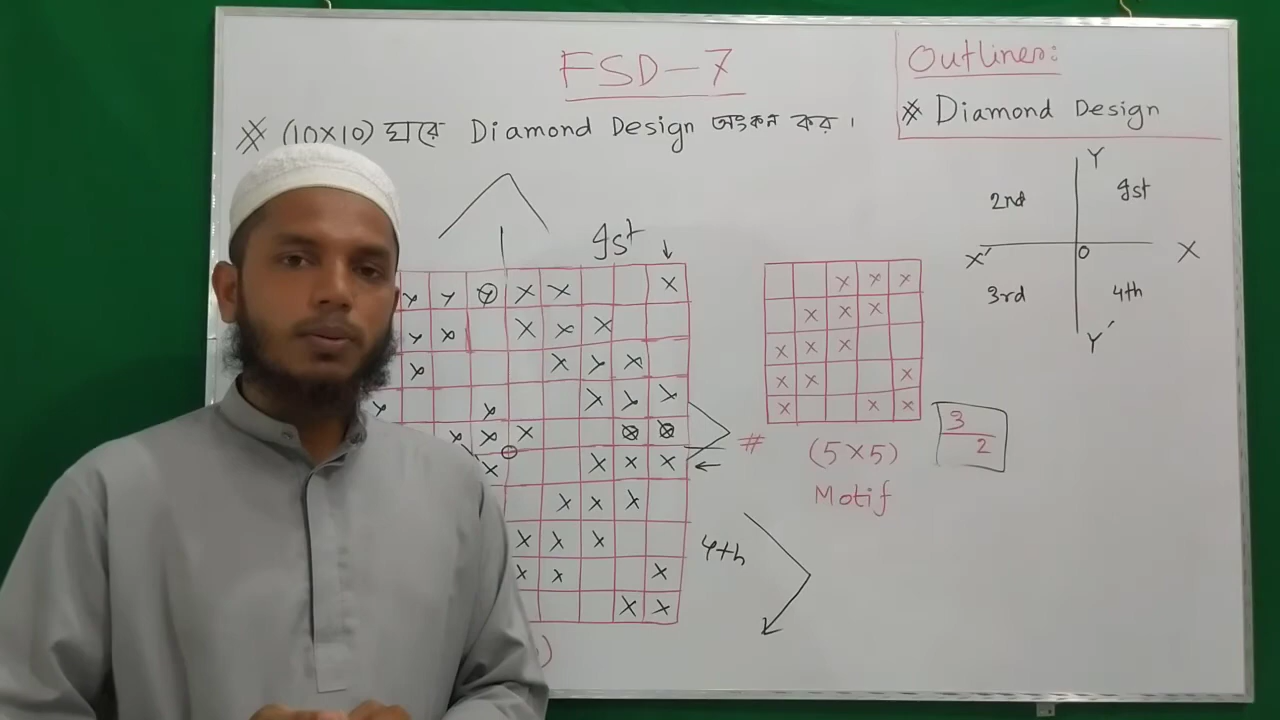 FSD-7
Outlines:
※ (10×10) ঘরে Diamond Design অংকন কর।
※ Diamond Design
Y
2nd
1st
X′
O
X
3rd
4th
Y′
1st
#
(5×5)
Motif
3
2
4th